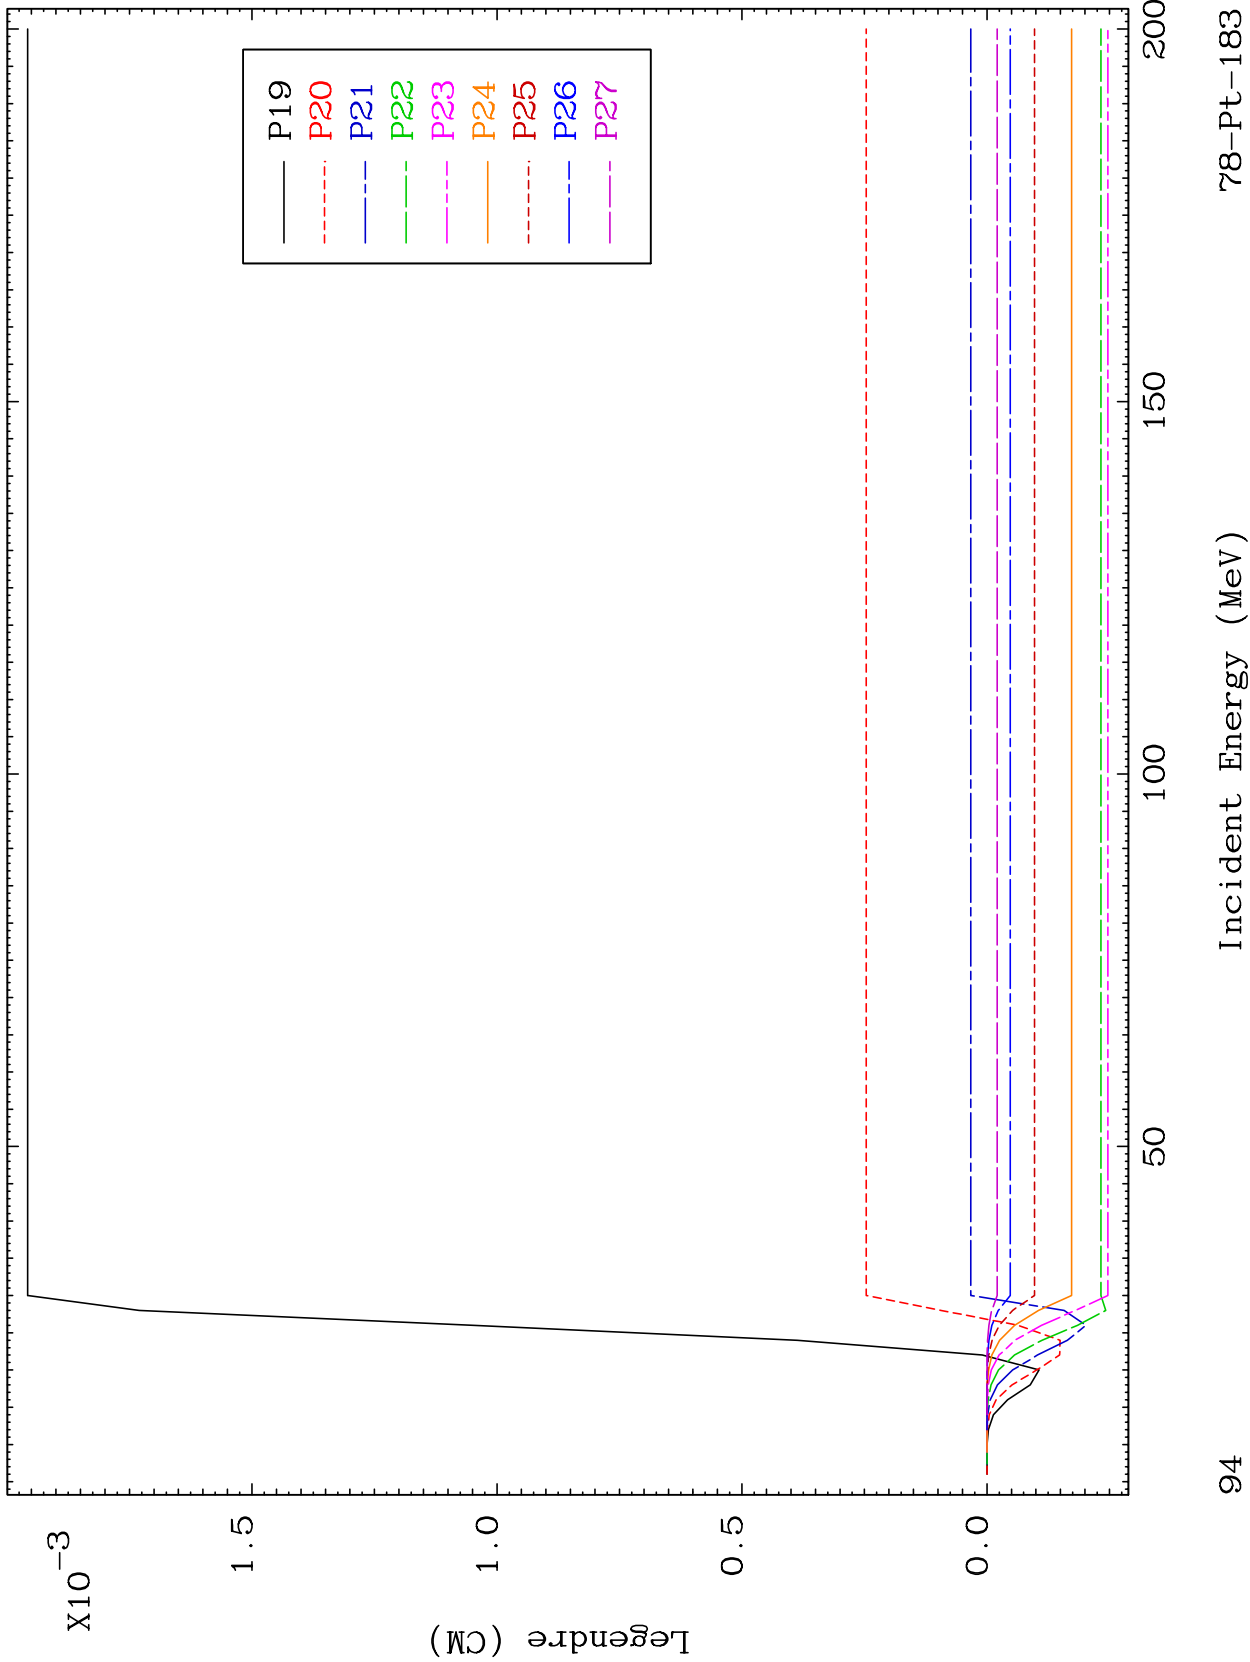 X10-3
Legendre (CM)
1.5
1.0
0.5
0.0
P19
P20
P21
P22
P23
P24
P25
P26
P27
50
100
150
200
Incident Energy (MeV)
94
78-Pt-183